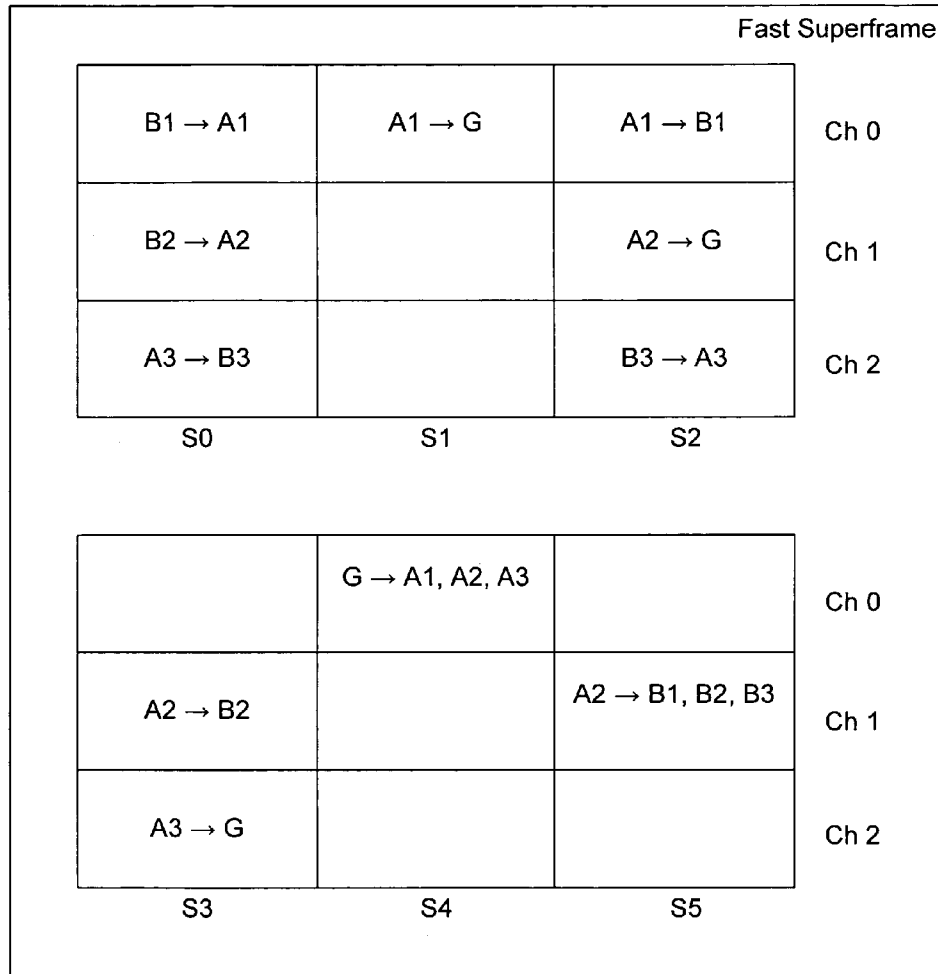 Fast Superframe
B1 → A1 A1 → G A1 → B1 Ch 0
B2 → A2 A2 → G Ch 1
A3 → B3 B3 → A3 Ch 2
S0 S1 S2
G → A1, A2, A3 Ch 0
A2 → B2 A2 → B1, B2, B3 Ch 1
A3 → G Ch 2
S3 S4 S5